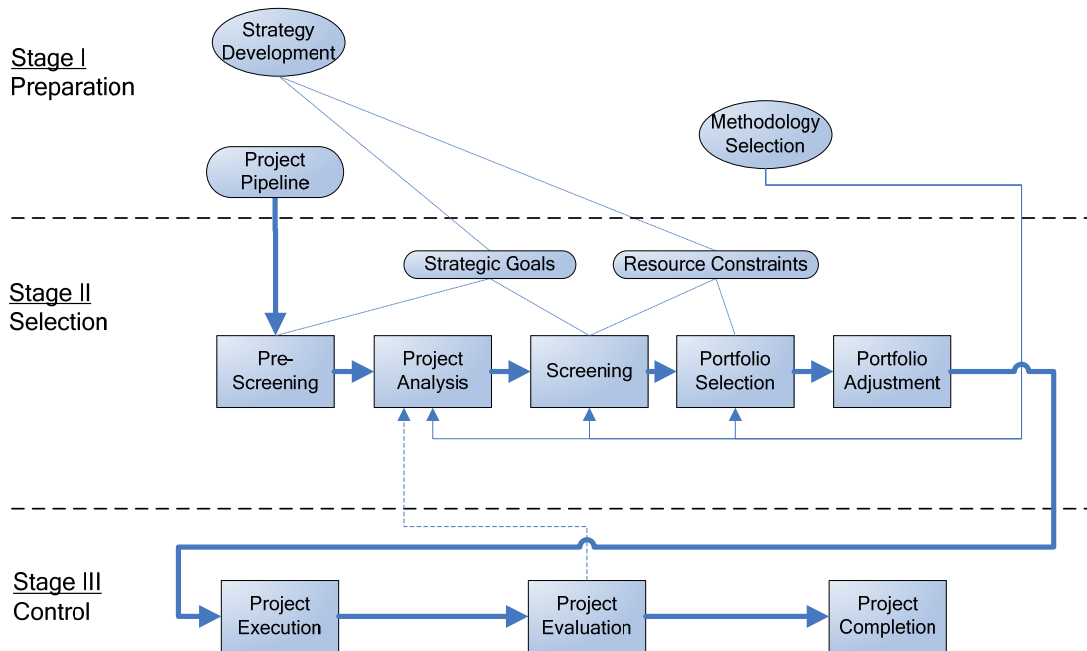 Stage I
Preparation
Strategy
Development
Methodology
Selection
Project
Pipeline
Stage II
Selection
Strategic Goals
Resource Constraints
Pre-
Screening
Project
Analysis
Screening
Portfolio
Selection
Portfolio
Adjustment
Stage III
Control
Project
Execution
Project
Evaluation
Project
Completion